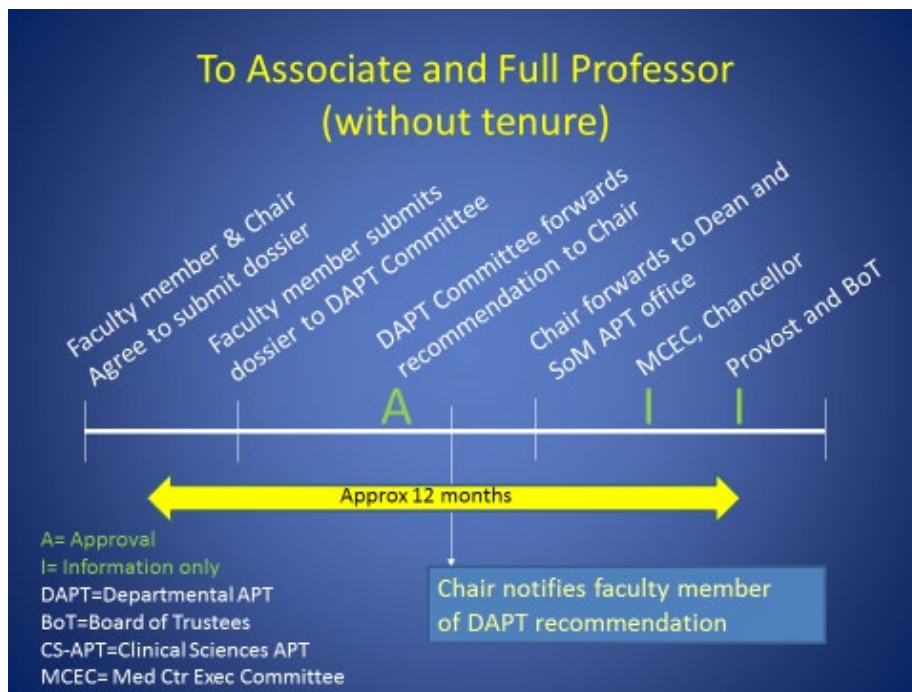 To Associate and Full Professor
(without tenure)
Faculty member & Chair
Agree to submit dossier
Faculty member submits
dossier to DAPT Committee
DAPT Committee forwards
recommendation to Chair
Chair forwards to Dean and
SoM APT office
MCEC, Chancellor
Provost and BoT
A
I
I
Approx 12 months
A= Approval
I= Information only
DAPT=Departmental APT
BoT=Board of Trustees
CS-APT=Clinical Sciences APT
MCEC= Med Ctr Exec Committee
Chair notifies faculty member
of DAPT recommendation